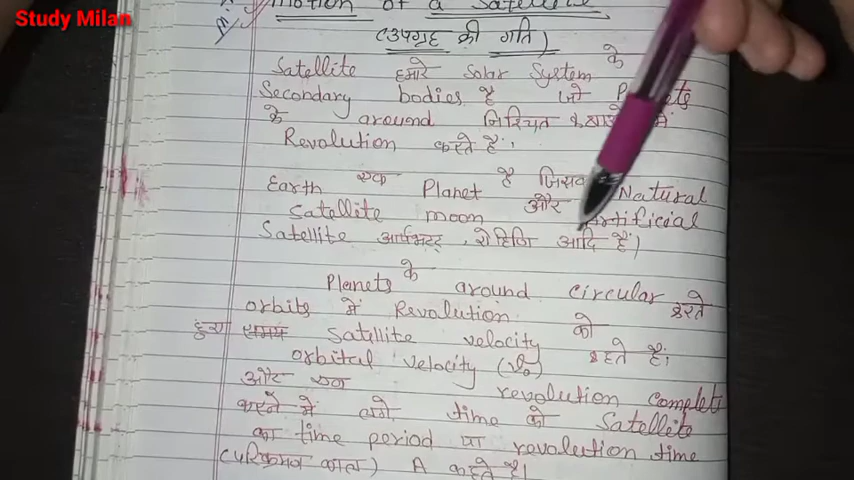 Study Milan
motion of a Satellite
(उपग्रह की गति)
Satellite हमारे Solar System के
Secondary bodies है जो
के around निश्चित में
Revolution करते हैं।
Earth एक Planet है Natural
Satellite moon और Artificial
Satellite आर्यभट्ट, रोहिणी आदि हैं।
Planets के around circular
orbits में Revolution करते
हुए समय Satellite velocity को
orbital velocity (v₀) कहते है।
और एक revolution complete
करने में लगे time को Satellite
का time period या revolution time
(परिक्रमण काल) A कहते है।